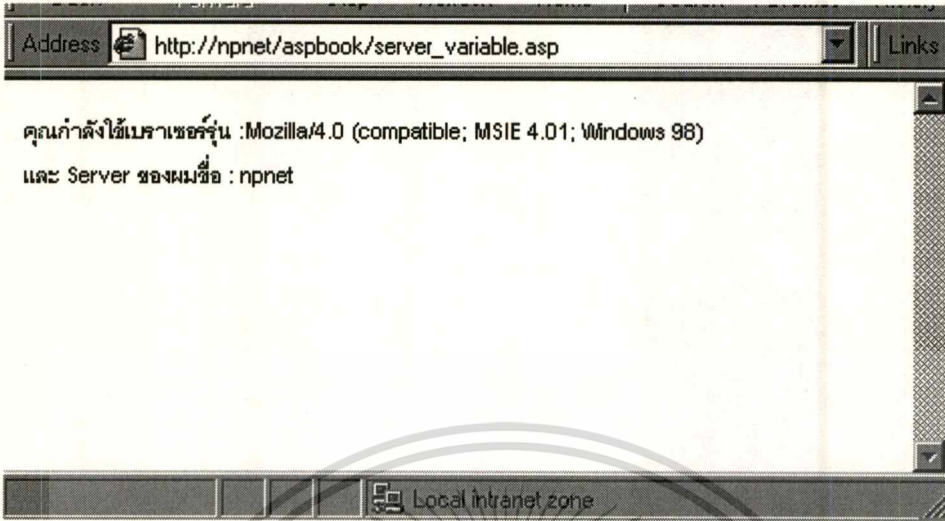 Address http://npnet/aspbook/server_variable.asp Links
คุณกำลังใช้เบราเซอร์รุ่น :Mozilla/4.0 (compatible; MSIE 4.01; Windows 98)
และ Server ของผมชื่อ : npnet
Local intranet zone